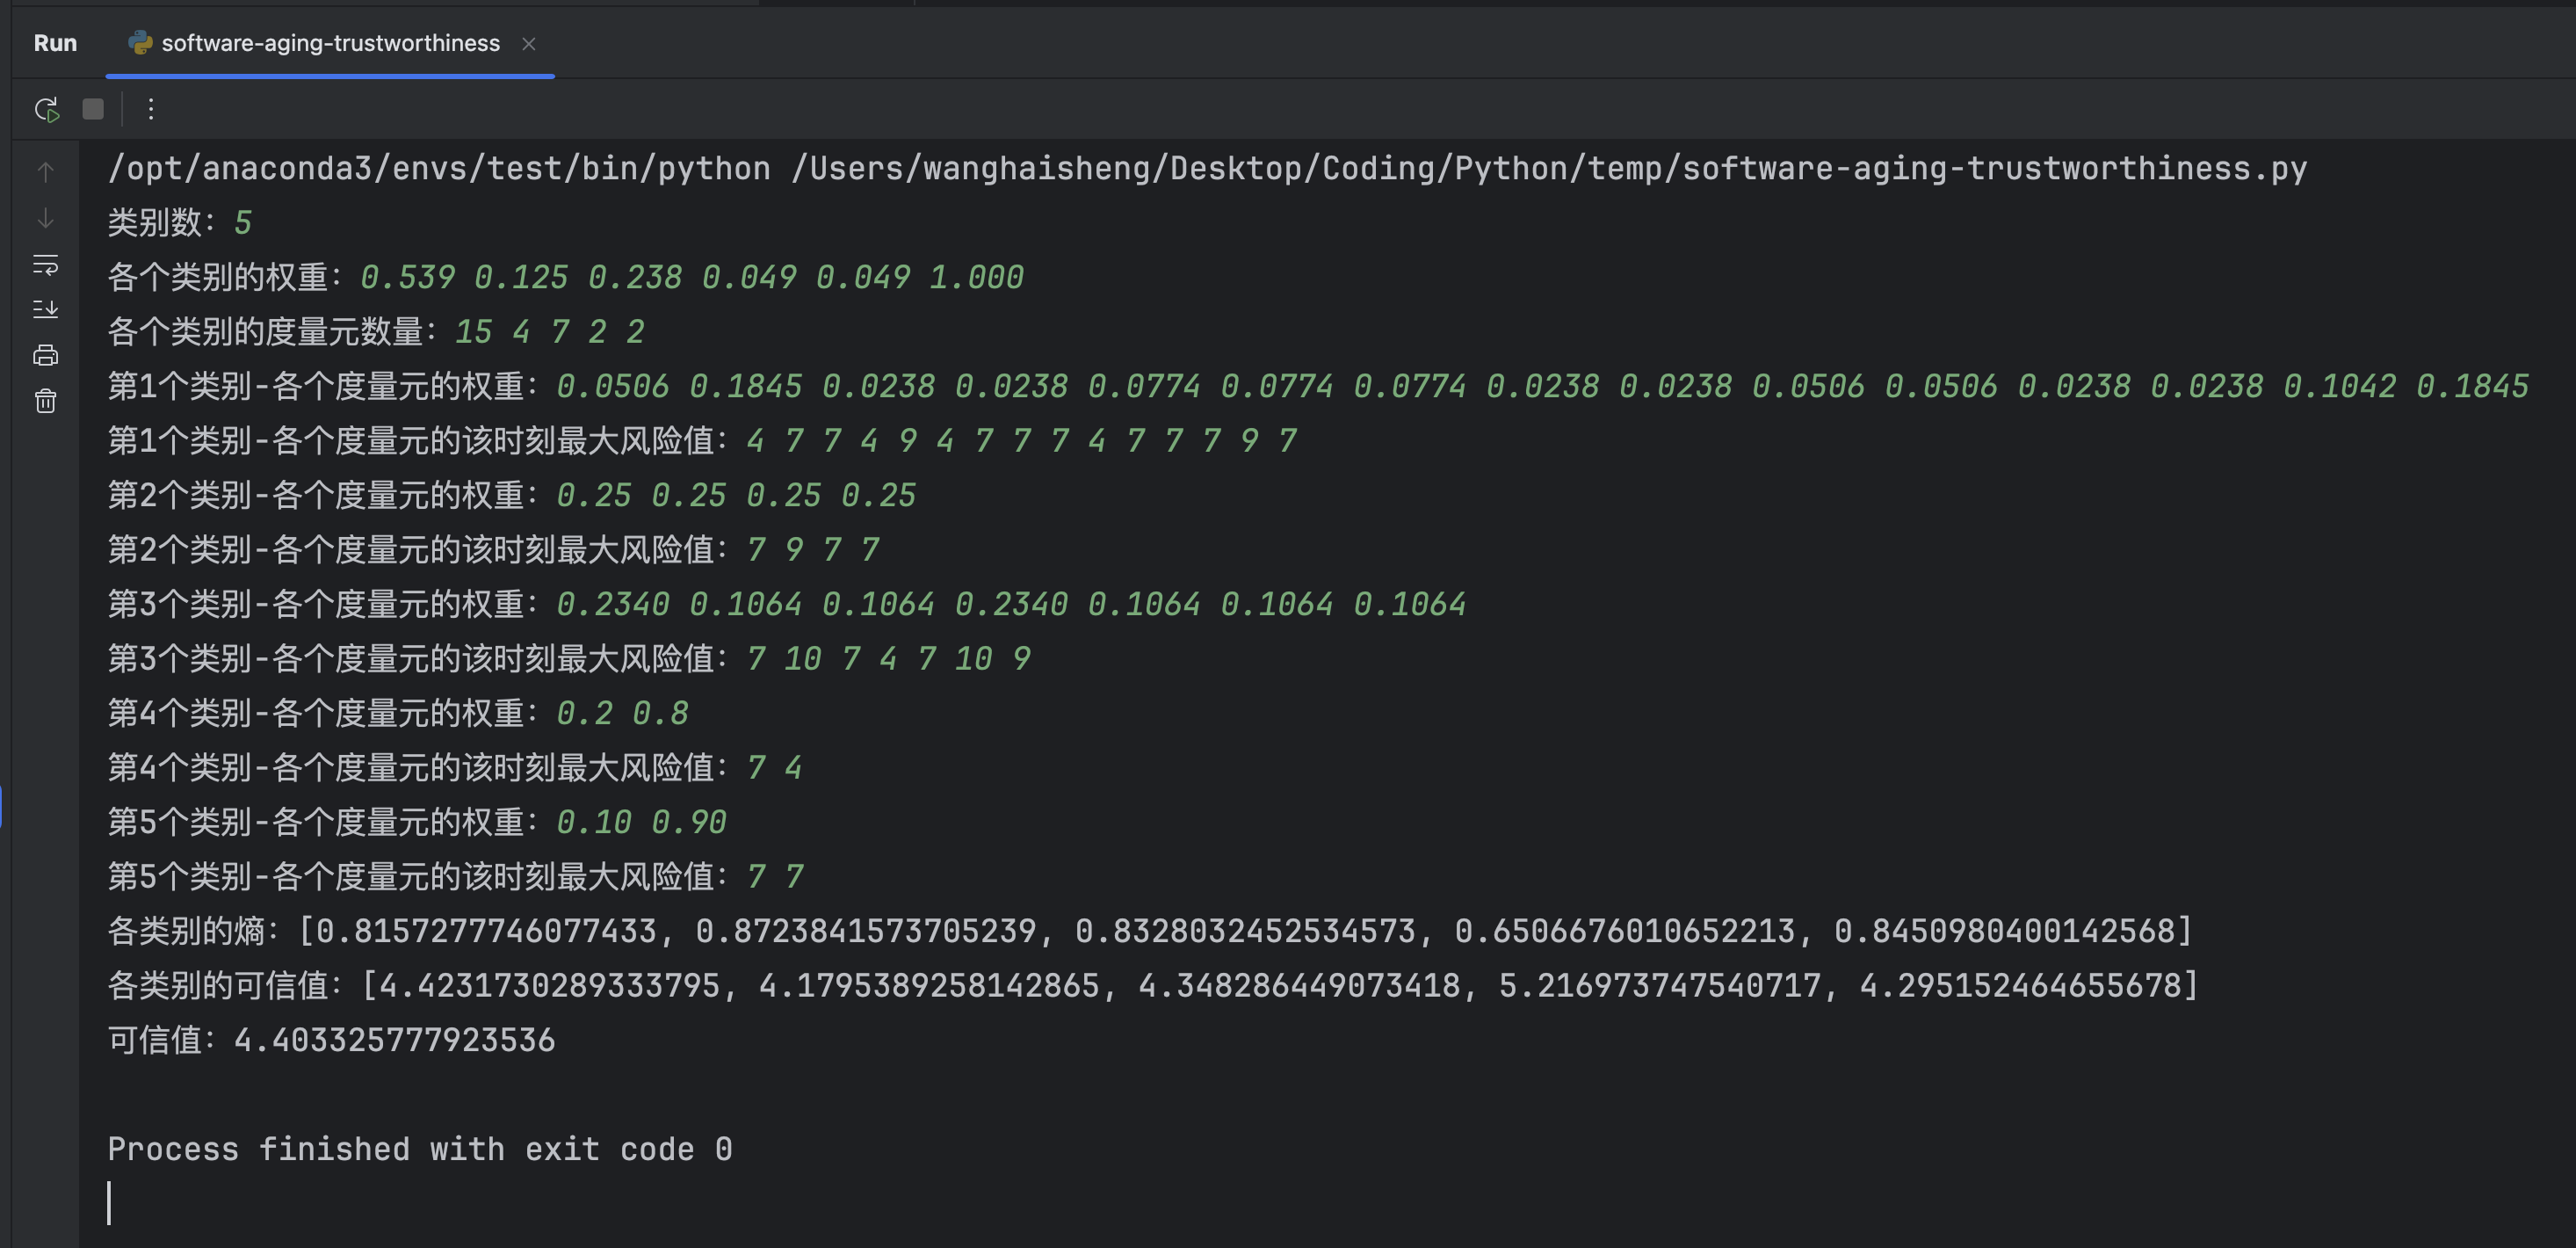 Run software-aging-trustworthiness
/opt/anaconda3/envs/test/bin/python /Users/wanghaisheng/Desktop/Coding/Python/temp/software-aging-trustworthiness.py
类别数：5
各个类别的权重：0.539 0.125 0.238 0.049 0.049 1.000
各个类别的度量元数量：15 4 7 2 2
第1个类别-各个度量元的权重：0.0506 0.1845 0.0238 0.0238 0.0774 0.0774 0.0774 0.0238 0.0238 0.0506 0.0506 0.0238 0.0238 0.1042 0.1845
第1个类别-各个度量元的该时刻最大风险值：4 7 7 4 9 4 7 7 7 4 7 7 7 9 7
第2个类别-各个度量元的权重：0.25 0.25 0.25 0.25
第2个类别-各个度量元的该时刻最大风险值：7 9 7 7
第3个类别-各个度量元的权重：0.2340 0.1064 0.1064 0.2340 0.1064 0.1064 0.1064
第3个类别-各个度量元的该时刻最大风险值：7 10 7 4 7 10 9
第4个类别-各个度量元的权重：0.2 0.8
第4个类别-各个度量元的该时刻最大风险值：7 4
第5个类别-各个度量元的权重：0.10 0.90
第5个类别-各个度量元的该时刻最大风险值：7 7
各类别的熵：[0.8157277746077433, 0.8723841573705239, 0.8328032452534573, 0.6506676010652213, 0.8450980400142568]
各类别的可信值：[4.4231730289333795, 4.1795389258142865, 4.348286449073418, 5.216973747540717, 4.295152464655678]
可信值：4.403325777923536
Process finished with exit code 0